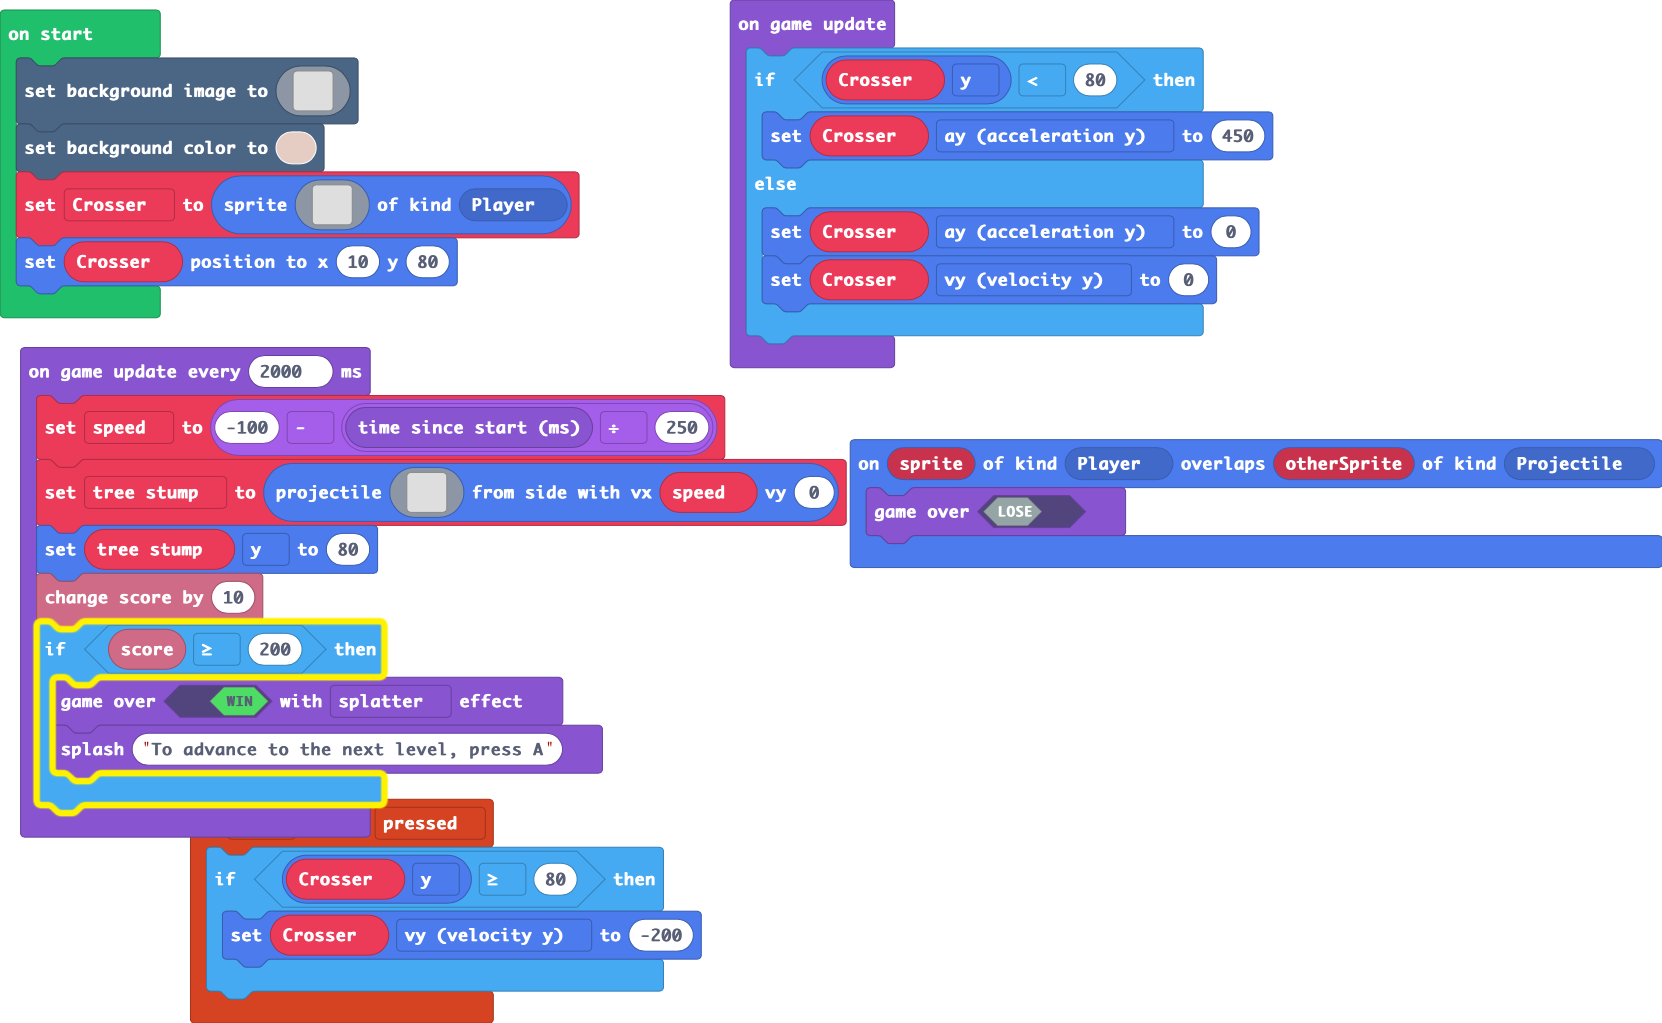 on start
set background image to
set background color to
set Crosser to sprite of kind Player
set Crosser position to x 10 y 80
on game update
if Crosser y < 80 then
set Crosser ay (acceleration y) to 450
else
set Crosser ay (acceleration y) to 0
set Crosser vy (velocity y) to 0
on game update every 2000 ms
set speed to -100 - time since start (ms) ÷ 250
set tree stump to projectile from side with vx speed vy 0
set tree stump y to 80
change score by 10
if score ≥ 200 then
game over WIN with splatter effect
splash "To advance to the next level, press A"
on sprite of kind Player overlaps otherSprite of kind Projectile
game over LOSE
pressed
if Crosser y ≥ 80 then
set Crosser vy (velocity y) to -200